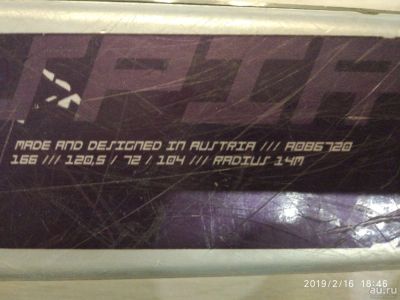 MADE AND DESIGNED IN AUSTRIA /// A086720
166 /// 120,5 / 72 / 104 /// RADIUS 14M
2019/2/16 18:46
au.ru